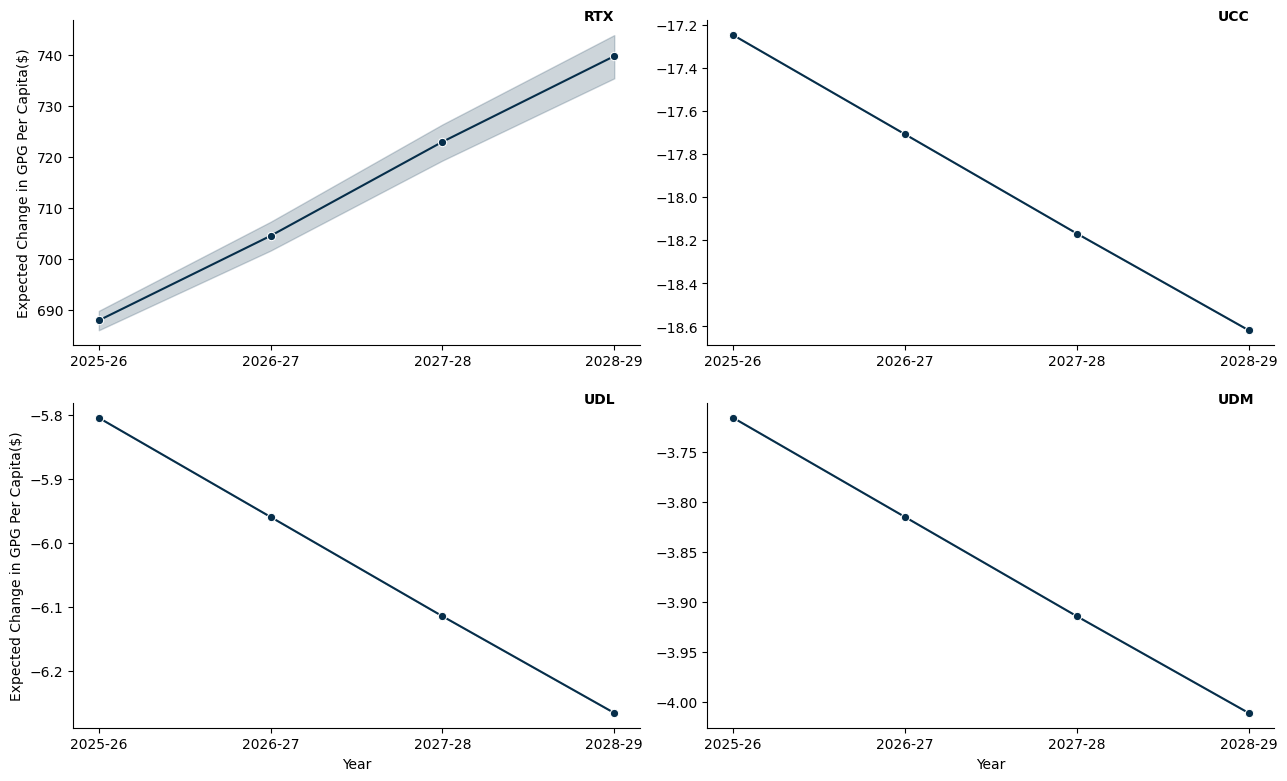 RTX
Expected Change in GPG Per Capita($)
740
730
720
710
700
690
2025-26 2026-27 2027-28 2028-29
UCC
−17.2
−17.4
−17.6
−17.8
−18.0
−18.2
−18.4
−18.6
2025-26 2026-27 2027-28 2028-29
UDL
Expected Change in GPG Per Capita($)
−5.8
−5.9
−6.0
−6.1
−6.2
2025-26 2026-27 2027-28 2028-29
Year
UDM
−3.75
−3.80
−3.85
−3.90
−3.95
−4.00
2025-26 2026-27 2027-28 2028-29
Year